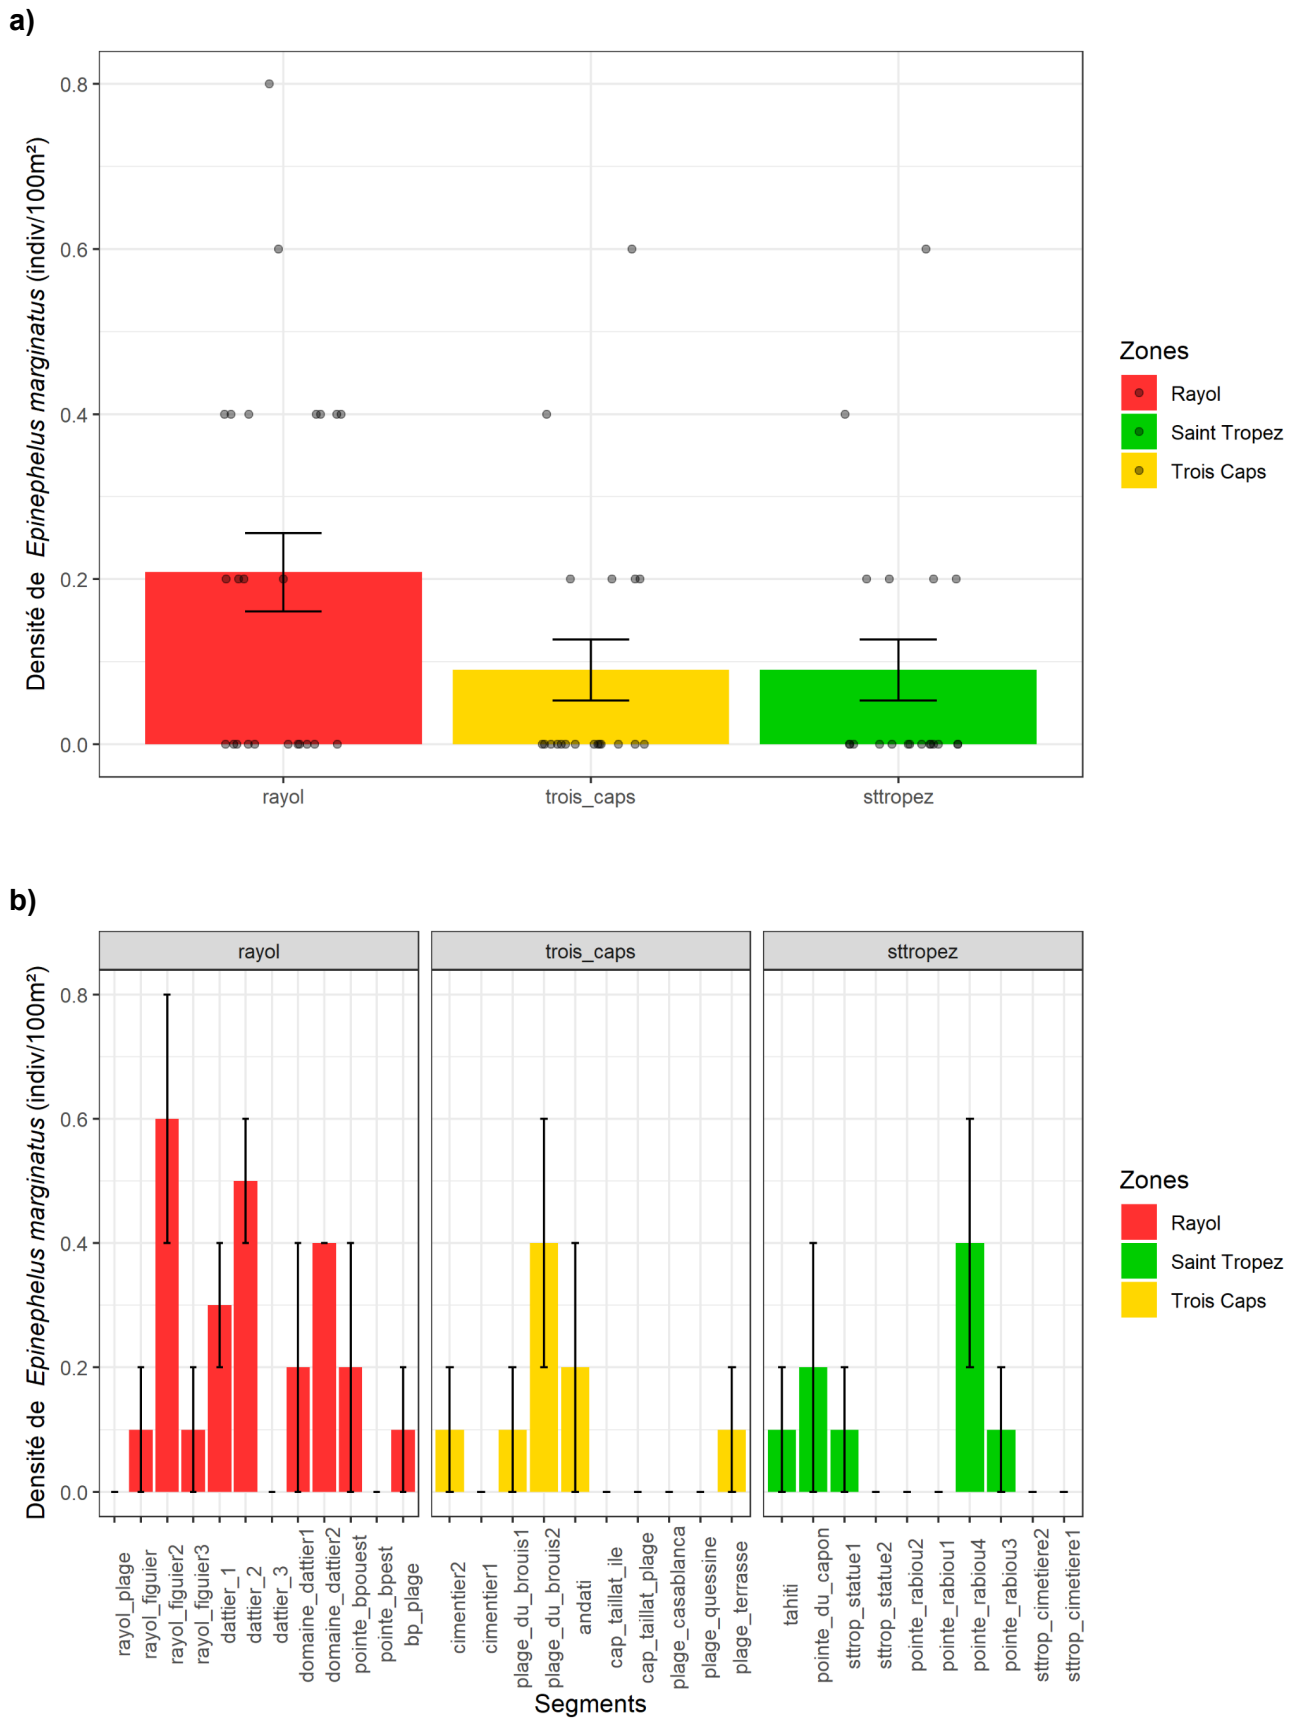 a)
Densité de Epinephelus marginatus (indiv/100m²)
0.8
0.6
0.4
0.2
0.0
rayol
trois_caps
sttropez
Zones
Rayol
Saint Tropez
Trois Caps
b)
rayol
trois_caps
sttropez
Densité de Epinephelus marginatus (indiv/100m²)
0.8
0.6
0.4
0.2
0.0
rayol_plage
rayol_figuier
rayol_figuier2
rayol_figuier3
dattier_1
dattier_2
dattier_3
domaine_dattier1
domaine_dattier2
pointe_bpouest
pointe_bpest
bp_plage
cimentier2
cimentier1
plage_du_brouis1
plage_du_brouis2
andati
cap_taillat_ile
cap_taillat_plage
plage_casablanca
plage_quessine
plage_terrasse
tahiti
pointe_du_capon
sttrop_statue1
sttrop_statue2
pointe_rabiou2
pointe_rabiou1
pointe_rabiou4
pointe_rabiou3
sttrop_cimetiere2
sttrop_cimetiere1
Segments
Zones
Rayol
Saint Tropez
Trois Caps